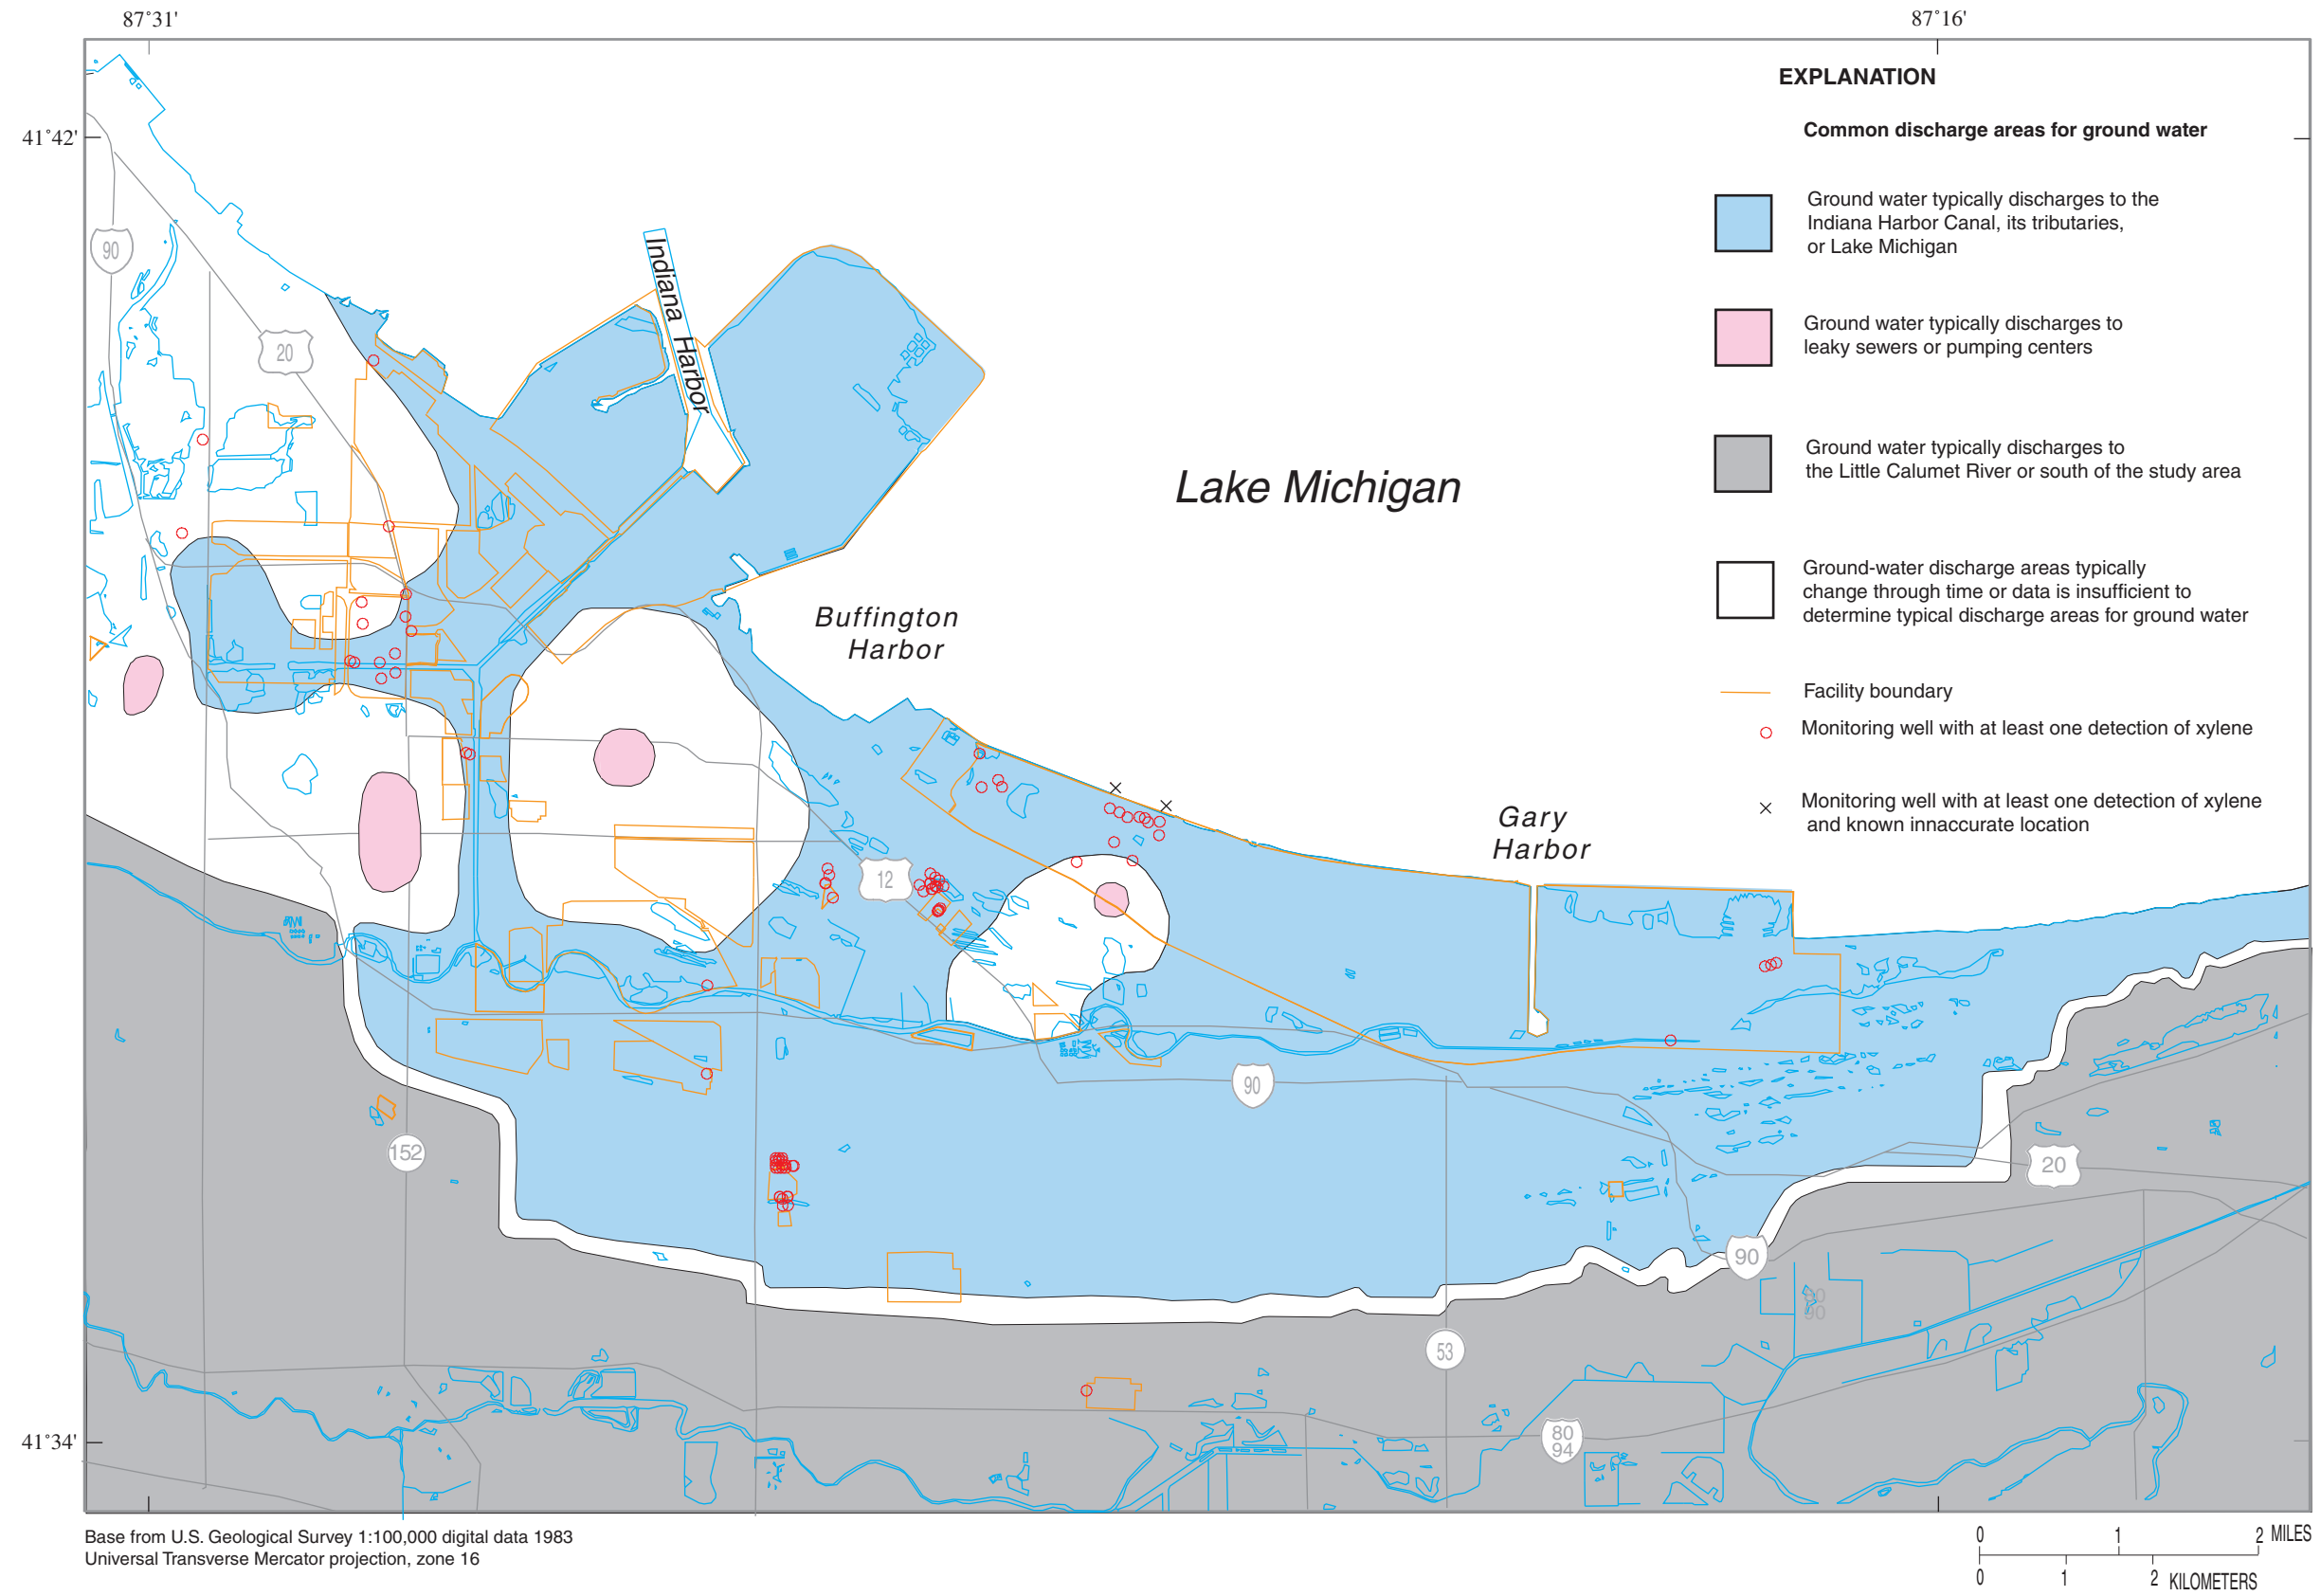 87°31'
87°16'
EXPLANATION
Common discharge areas for ground water
41°42'
Ground water typically discharges to the
Indiana Harbor Canal, its tributaries,
or Lake Michigan
90
Indiana Harbor
Ground water typically discharges to
leaky sewers or pumping centers
20
Ground water typically discharges to
the Little Calumet River or south of the study area
Lake Michigan
Ground-water discharge areas typically
change through time or data is insufficient to
determine typical discharge areas for ground water
Buffington
Harbor
Facility boundary
Monitoring well with at least one detection of xylene
Monitoring well with at least one detection of xylene
and known innaccurate location
Gary
Harbor
12
90
152
20
90
80
90
53
80
94
41°34'
Base from U.S. Geological Survey 1:100,000 digital data 1983
Universal Transverse Mercator projection, zone 16
0 1 2 MILES
0 1 2 KILOMETERS